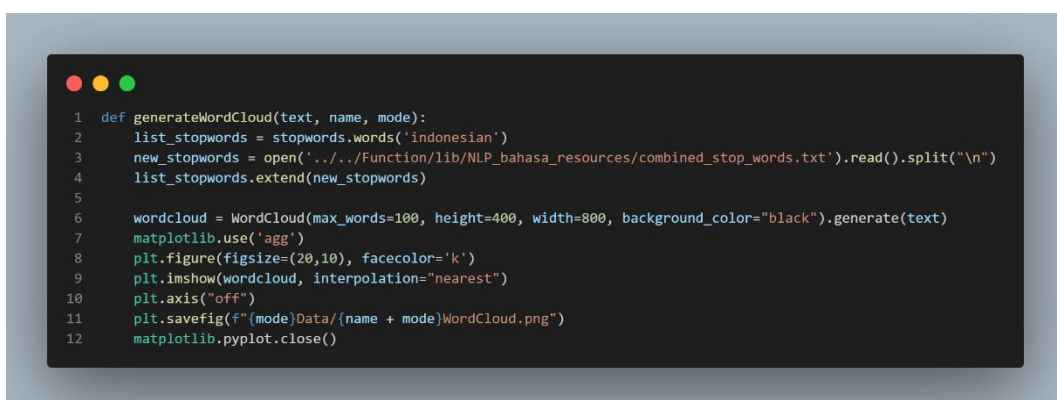 1 def generateWordCloud(text, name, mode):
2     list_stopwords = stopwords.words('indonesian')
3     new_stopwords = open('../../Function/lib/NLP_bahasa_resources/combined_stop_words.txt').read().split("\n")
4     list_stopwords.extend(new_stopwords)
5
6     wordcloud = WordCloud(max_words=100, height=400, width=800, background_color="black").generate(text)
7     matplotlib.use('agg')
8     plt.figure(figsize=(20,10), facecolor='k')
9     plt.imshow(wordcloud, interpolation="nearest")
10     plt.axis("off")
11     plt.savefig(f"{mode}Data/{name + mode}WordCloud.png")
12     matplotlib.pyplot.close()